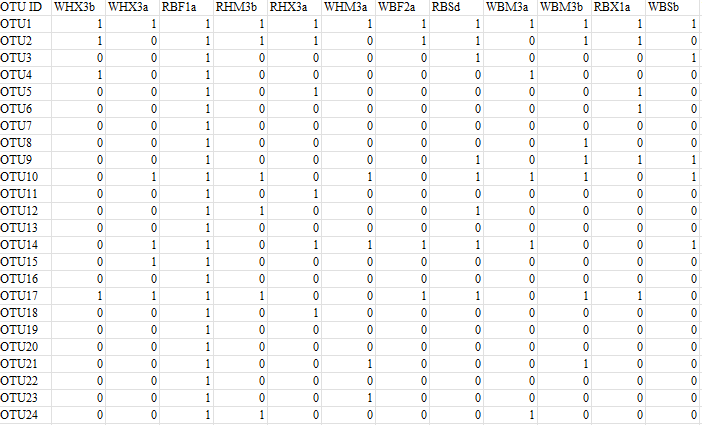 OTU ID WHX3b WHX3a RBF1a RHM3b RHX3a WHM3a WBF2a RBSd WBM3a WBM3b RBX1a WBSb
OTU1 1 1 1 1 1 1 1 1 1 1 1 1
OTU2 1 0 1 1 1 0 1 1 0 1 1 0
OTU3 0 0 1 0 0 0 0 1 0 0 0 1
OTU4 1 0 1 0 0 0 0 0 1 0 0 0
OTU5 0 0 1 0 1 0 0 0 0 0 1 0
OTU6 0 0 1 0 0 0 0 0 0 0 1 0
OTU7 0 0 1 0 0 0 0 0 0 0 0 0
OTU8 0 0 1 0 0 0 0 0 0 1 0 0
OTU9 0 0 1 0 0 0 0 1 0 1 1 1
OTU10 0 1 1 1 0 1 0 1 1 1 0 1
OTU11 0 0 1 0 1 0 0 0 0 0 0 0
OTU12 0 0 1 1 0 0 0 1 0 0 0 0
OTU13 0 0 1 0 0 0 0 0 0 0 0 0
OTU14 0 1 1 0 1 1 1 1 1 0 0 1
OTU15 0 1 1 0 0 0 0 0 0 0 0 0
OTU16 0 0 1 0 0 0 0 0 0 0 0 0
OTU17 1 1 1 1 0 0 1 1 0 1 1 0
OTU18 0 0 1 0 1 0 0 0 0 0 0 0
OTU19 0 0 1 0 0 0 0 0 0 0 0 0
OTU20 0 0 1 0 0 0 0 0 0 0 0 0
OTU21 0 0 1 0 0 1 0 0 0 1 0 0
OTU22 0 0 1 0 0 0 0 0 0 0 0 0
OTU23 0 0 1 0 0 1 0 0 0 0 0 0
OTU24 0 0 1 1 0 0 0 0 1 0 0 0